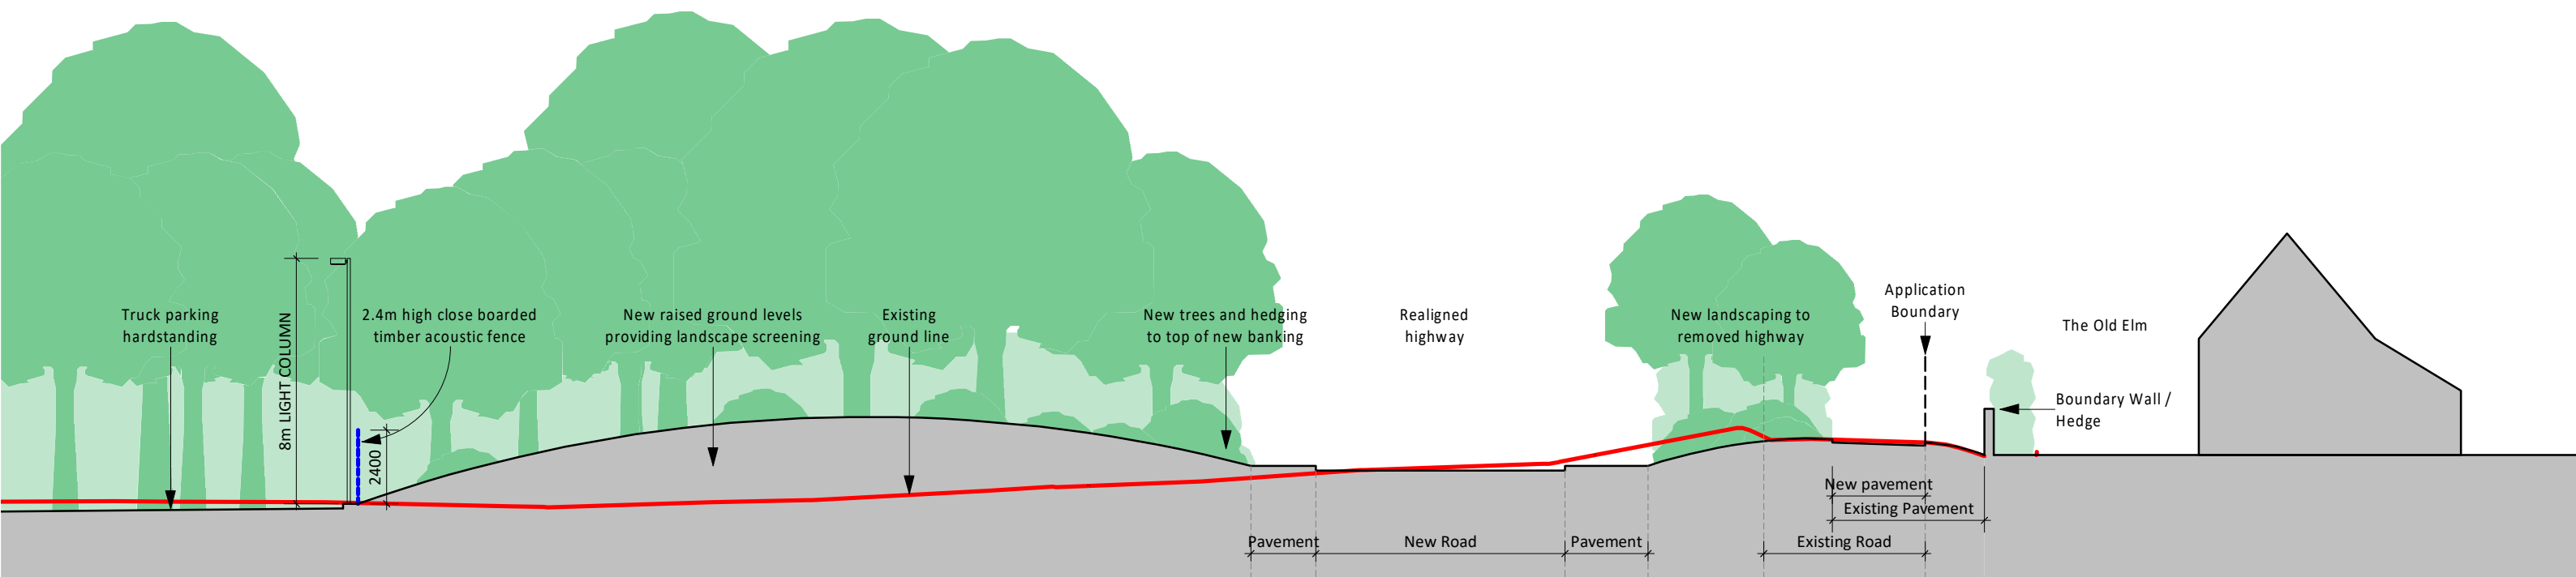 Truck parking
hardstanding
8m LIGHT COLUMN
2.4m high close boarded
timber acoustic fence
2400
New raised ground levels
providing landscape screening
Existing
ground line
New trees and hedging
to top of new banking
Realigned
highway
New landscaping to
removed highway
Application
Boundary
The Old Elm
Boundary Wall /
Hedge
New pavement
Existing Pavement
Pavement
New Road
Pavement
Existing Road